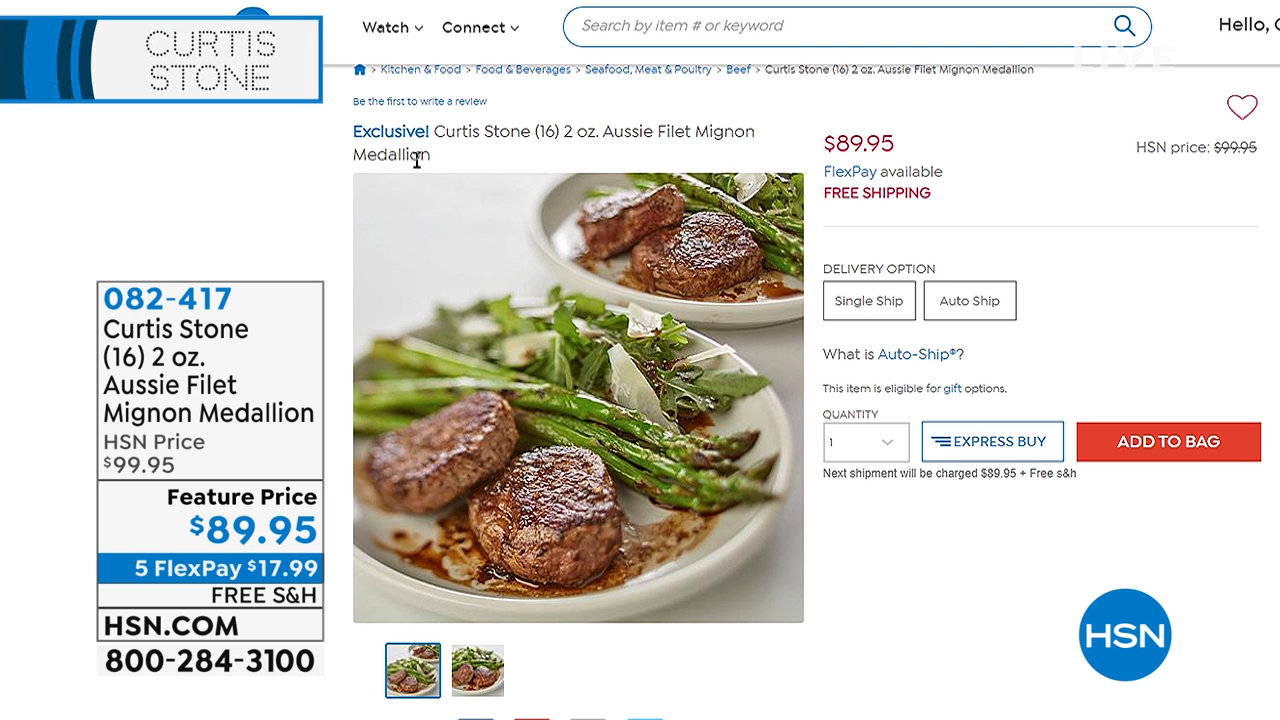 CURTIS
STONE
Watch
Connect
Search by item # or keyword
Hello,
LIVE
> Kitchen & Food > Food & Beverages > Seafood, Meat & Poultry > Beef > Curtis Stone (16) 2 oz. Aussie Filet Mignon Medallion
Be the first to write a review
Exclusive! Curtis Stone (16) 2 oz. Aussie Filet Mignon
Medallion
$89.95
HSN price: $99.95
FlexPay available
FREE SHIPPING
DELIVERY OPTION
Single Ship
Auto Ship
What is Auto-Ship®?
This item is eligible for gift options.
QUANTITY
1
EXPRESS BUY
ADD TO BAG
Next shipment will be charged $89.95 + Free s&h
082-417
Curtis Stone
(16) 2 oz.
Aussie Filet
Mignon Medallion
HSN Price
$99.95
Feature Price
$89.95
5 FlexPay $17.99
FREE S&H
HSN.COM
800-284-3100
HSN